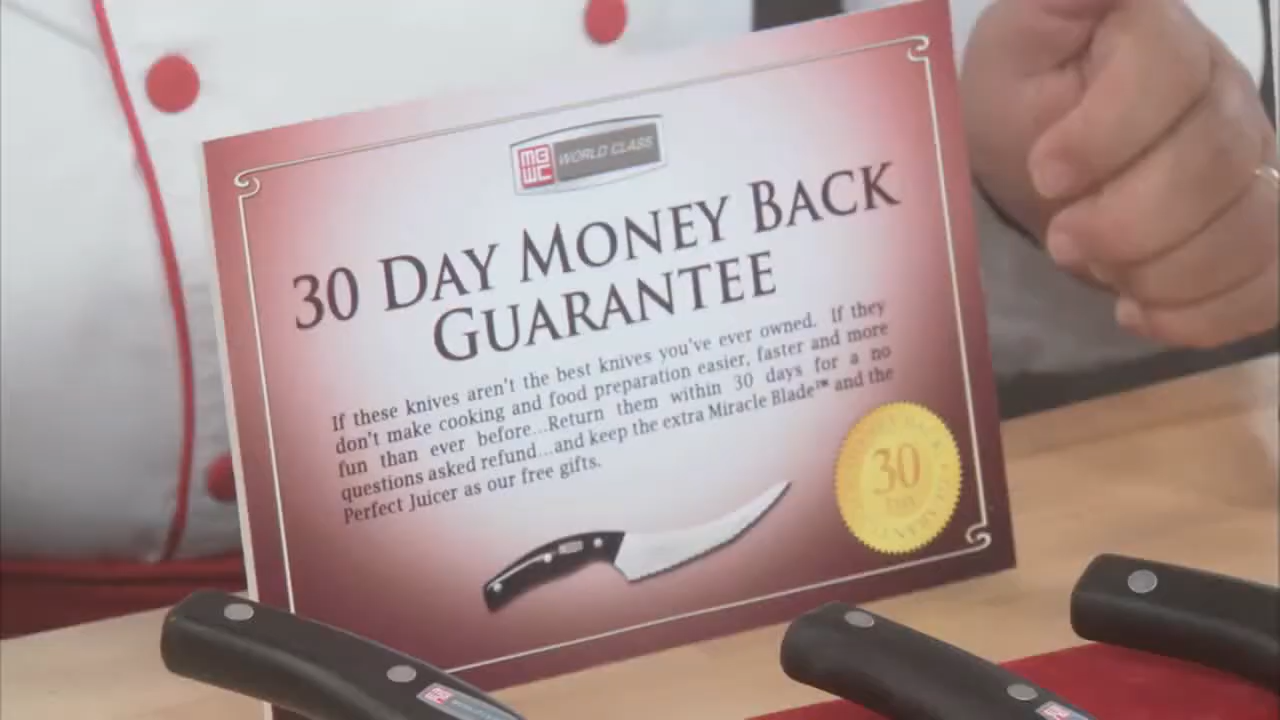 MB
WC
WORLD CLASS
30 DAY MONEY BACK
GUARANTEE
If these knives aren't the best knives you've ever owned. If they
don't make cooking and food preparation easier, faster and more
fun than ever before...Return them within 30 days for a no
questions asked refund...and keep the extra Miracle Blade™ and the
Perfect Juicer as our free gifts.
30